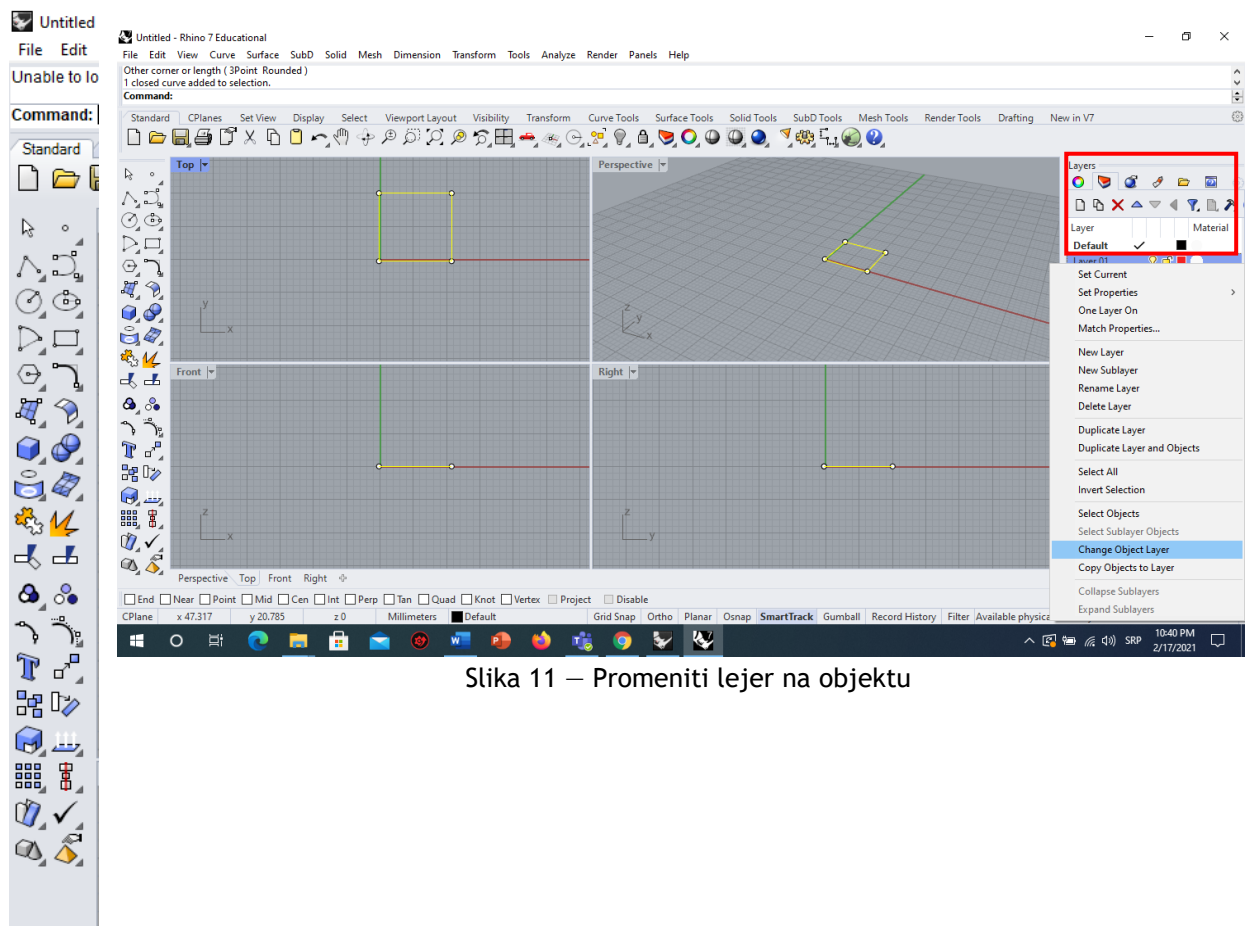 Untitled
File Edit
Unable to lo
Command:
Standard
Untitled - Rhino 7 Educational
File Edit View Curve Surface SubD Solid Mesh Dimension Transform Tools Analyze Render Panels Help
Other corner or length ( 3Point Rounded )
1 closed curve added to selection.
Command:
Standard CPlanes Set View Display Select Viewport Layout Visibility Transform Curve Tools Surface Tools Solid Tools SubD Tools Mesh Tools Render Tools Drafting New in V7
Top
y
x
Perspective
z
y
x
Front
z
x
Right
z
y
Layers
Layer Material
Default
Layer 01
Set Current
Set Properties
One Layer On
Match Properties...
New Layer
New Sublayer
Rename Layer
Delete Layer
Duplicate Layer
Duplicate Layer and Objects
Select All
Invert Selection
Select Objects
Select Sublayer Objects
Change Object Layer
Copy Objects to Layer
Collapse Sublayers
Expand Sublayers
Perspective Top Front Right
End Near Point Mid Cen Int Perp Tan Quad Knot Vertex Project Disable
CPlane x 47.317 y 20.785 z 0 Millimeters Default Grid Snap Ortho Planar Osnap SmartTrack Gumball Record History Filter Available physica
SRP 10:40 PM
2/17/2021
Slika 11 — Promeniti lejer na objektu